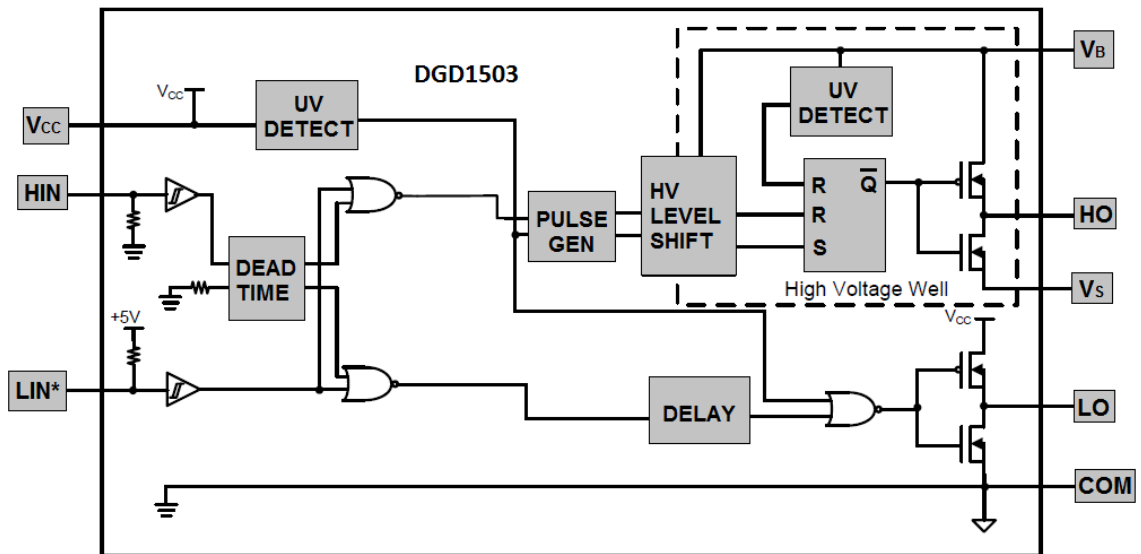 DGD1503
VCC
VCC
UV
DETECT
HIN
DEAD
TIME
+5V
LIN*
PULSE
GEN
HV
LEVEL
SHIFT
UV
DETECT
R
R
S
Q
High Voltage Well
VB
HO
VS
VCC
DELAY
LO
COM